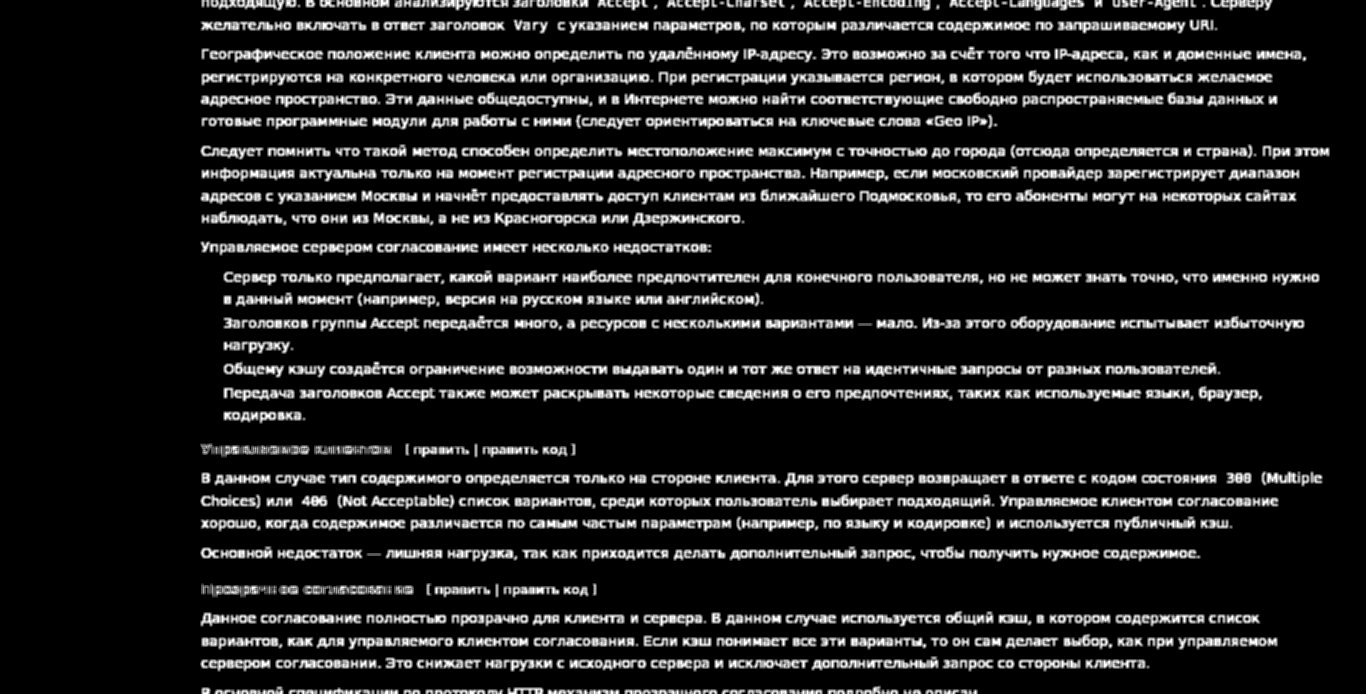 подходящую. В основном анализируются заголовки Accept, Accept-Charset, Accept-Encoding, Accept-Languages и User-Agent. Серверу
желательно включать в ответ заголовок Vary с указанием параметров, по которым различается содержимое по запрашиваемому URI.
Географическое положение клиента можно определить по удалённому IP-адресу. Это возможно за счёт того что IP-адреса, как и доменные имена,
регистрируются на конкретного человека или организацию. При регистрации указывается регион, в котором будет использоваться желаемое
адресное пространство. Эти данные общедоступны, и в Интернете можно найти соответствующие свободно распространяемые базы данных и
готовые программные модули для работы с ними (следует ориентироваться на ключевые слова «Geo IP»).
Следует помнить что такой метод способен определить местоположение максимум с точностью до города (отсюда определяется и страна). При этом
информация актуальна только на момент регистрации адресного пространства. Например, если московский провайдер зарегистрирует диапазон
адресов с указанием Москвы и начнёт предоставлять доступ клиентам из ближайшего Подмосковья, то его абоненты могут на некоторых сайтах
наблюдать, что они из Москвы, а не из Красногорска или Дзержинского.
Управляемое сервером согласование имеет несколько недостатков:
Сервер только предполагает, какой вариант наиболее предпочтителен для конечного пользователя, но не может знать точно, что именно нужно
в данный момент (например, версия на русском языке или английском).
Заголовков группы Accept передаётся много, а ресурсов с несколькими вариантами — мало. Из-за этого оборудование испытывает избыточную
нагрузку.
Общему кэшу создаётся ограничение возможности выдавать один и тот же ответ на идентичные запросы от разных пользователей.
Передача заголовков Accept также может раскрывать некоторые сведения о его предпочтениях, таких как используемые языки, браузер,
кодировка.
Управляемое клиентом [ править | править код ]
В данном случае тип содержимого определяется только на стороне клиента. Для этого сервер возвращает в ответе с кодом состояния 300 (Multiple
Choices) или 406 (Not Acceptable) список вариантов, среди которых пользователь выбирает подходящий. Управляемое клиентом согласование
хорошо, когда содержимое различается по самым частым параметрам (например, по языку и кодировке) и используется публичный кэш.
Основной недостаток — лишняя нагрузка, так как приходится делать дополнительный запрос, чтобы получить нужное содержимое.
Прозрачное согласование [ править | править код ]
Данное согласование полностью прозрачно для клиента и сервера. В данном случае используется общий кэш, в котором содержится список
вариантов, как для управляемого клиентом согласования. Если кэш понимает все эти варианты, то он сам делает выбор, как при управляемом
сервером согласовании. Это снижает нагрузки с исходного сервера и исключает дополнительный запрос со стороны клиента.
В основной спецификации по протоколу HTTP механизм прозрачного согласования подробно не описан.